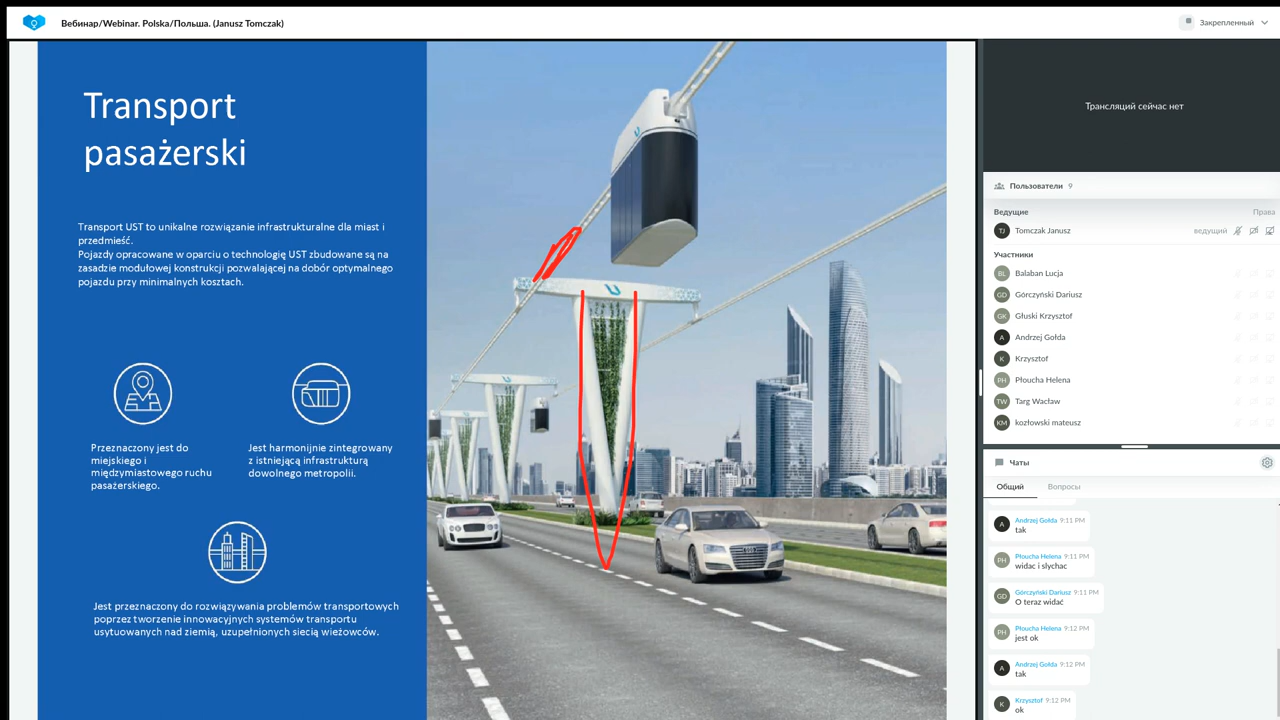 Вебинар/Webinar. Polska/Польша. (Janusz Tomczak)
Закрепленный
Transport
pasażerski
Transport UST to unikalne rozwiązanie infrastrukturalne dla miast i
przedmieść.
Pojazdy opracowane w oparciu o technologię UST zbudowane są na
zasadzie modułowej konstrukcji pozwalającej na dobór optymalnego
pojazdu przy minimalnych kosztach.
Przeznaczony jest do
miejskiego i
międzymiastowego ruchu
pasażerskiego.
Jest harmonijnie zintegrowany
z istniejącą infrastrukturą
dowolnego metropolii.
Jest przeznaczony do rozwiązywania problemów transportowych
poprzez tworzenie innowacyjnych systemów transportu
usytuowanych nad ziemią, uzupełnionych siecią wieżowców.
Трансляций сейчас нет
Пользователи 9
Ведущие Права
TJ Tomczak Janusz ведущий
Участники
BL Balaban Lucja
GD Górczyński Dariusz
GK Głuski Krzysztof
A Andrzej Gołda
K Krzysztof
PH Płoucha Helena
TW Targ Wacław
KM kozłowski mateusz
Чаты
Общий Вопросы
A Andrzej Gołda 9:11 PM
tak
PH Płoucha Helena 9:11 PM
widac i slychac
GD Górczyński Dariusz 9:11 PM
O teraz widać
PH Płoucha Helena 9:12 PM
jest ok
A Andrzej Gołda 9:12 PM
tak
K Krzysztof 9:12 PM
ok